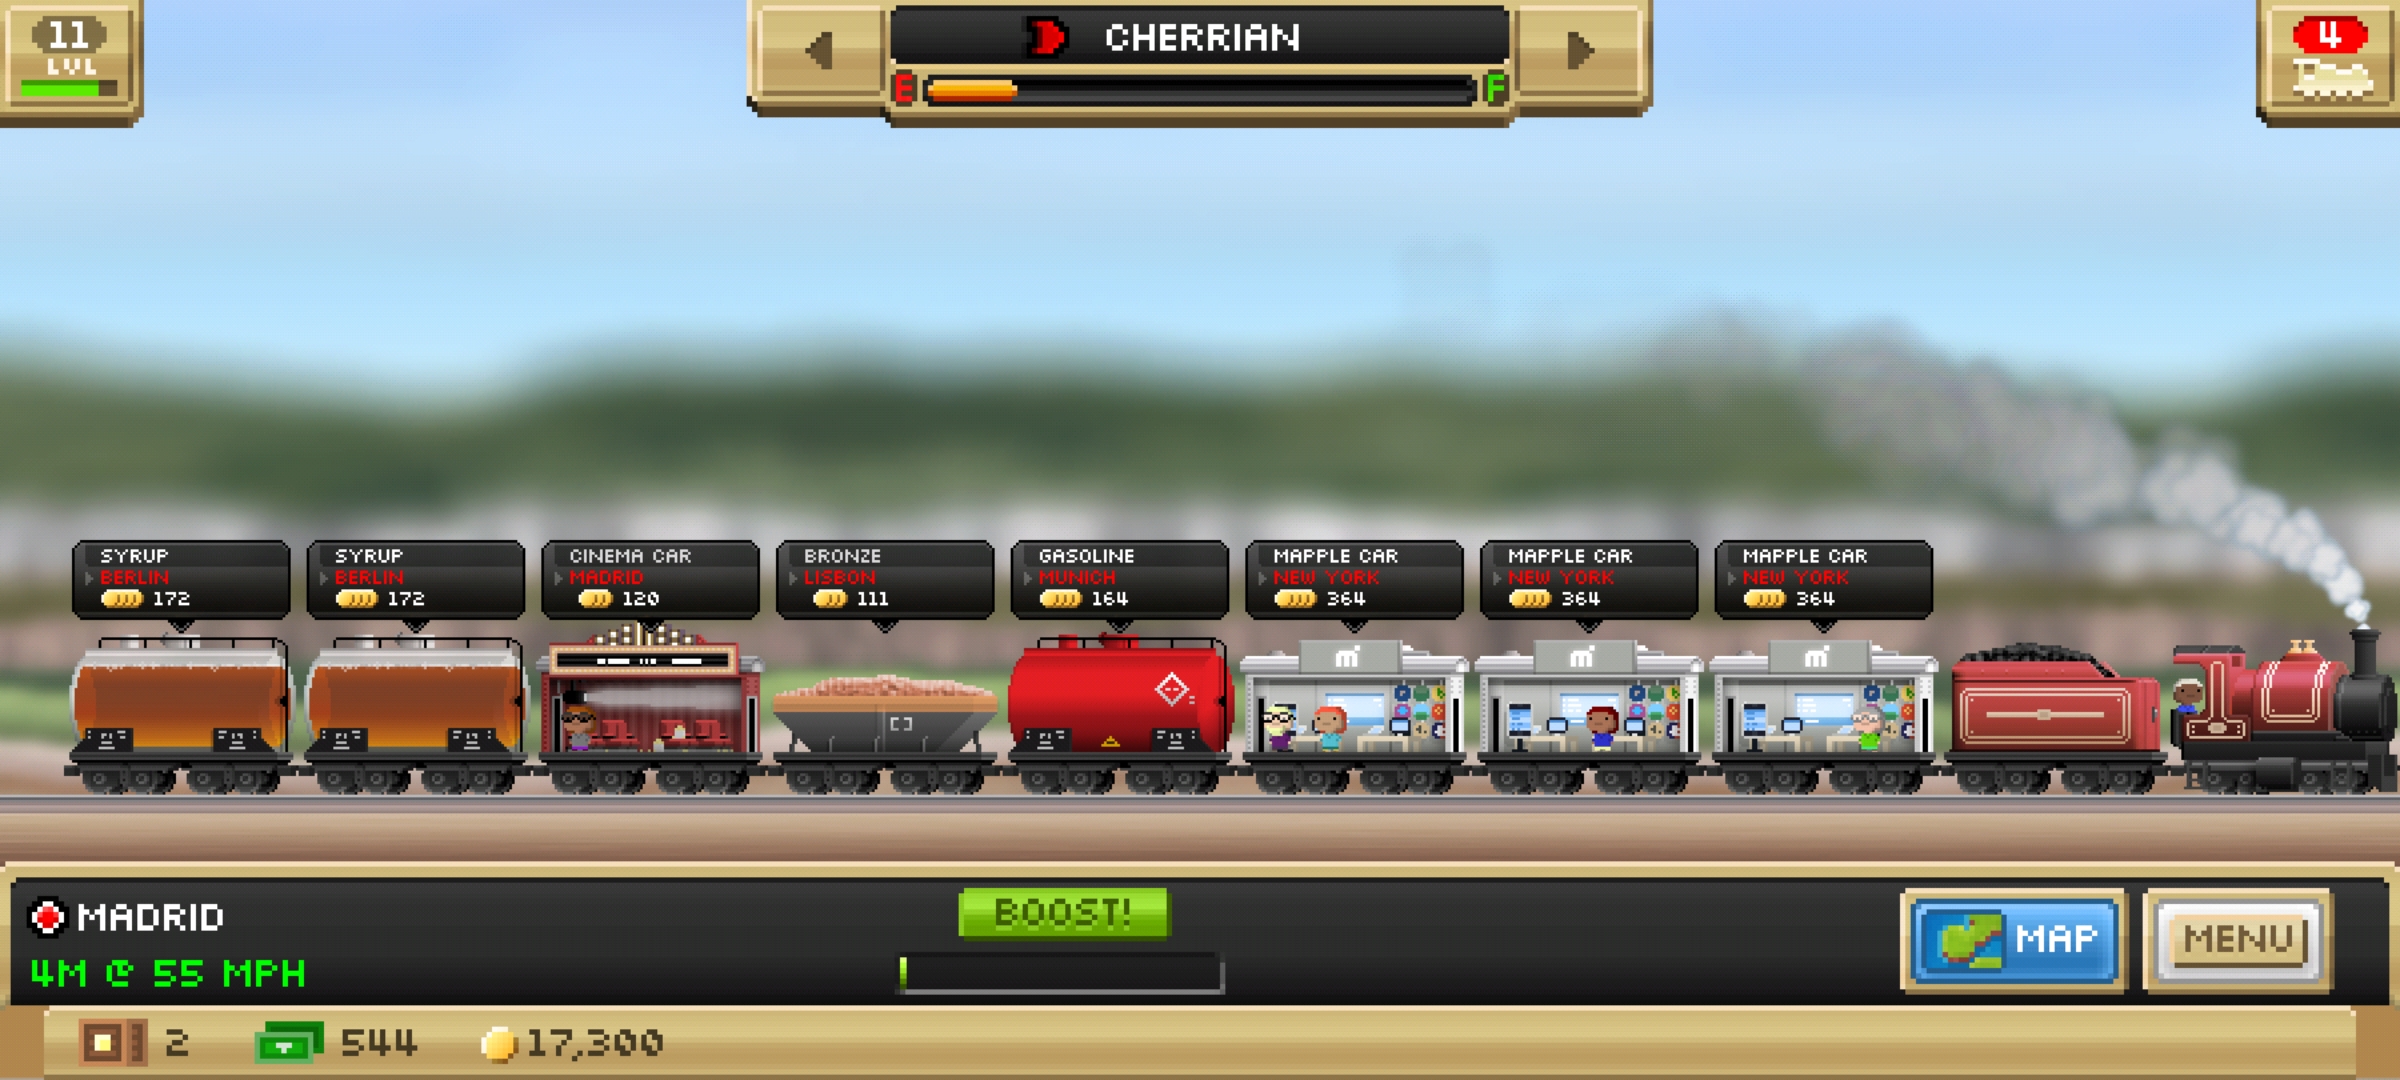 11
LVL
CHERRIAN
E
F
4
SYRUP
BERLIN
172
SYRUP
BERLIN
172
CINEMA CAR
MADRID
120
BRONZE
LISBON
111
GASOLINE
MUNICH
164
MAPPLE CAR
NEW YORK
364
MAPPLE CAR
NEW YORK
364
MAPPLE CAR
NEW YORK
364
m
m
m
MADRID
4M @ 55 MPH
BOOST!
MAP
MENU
2
544
17,300